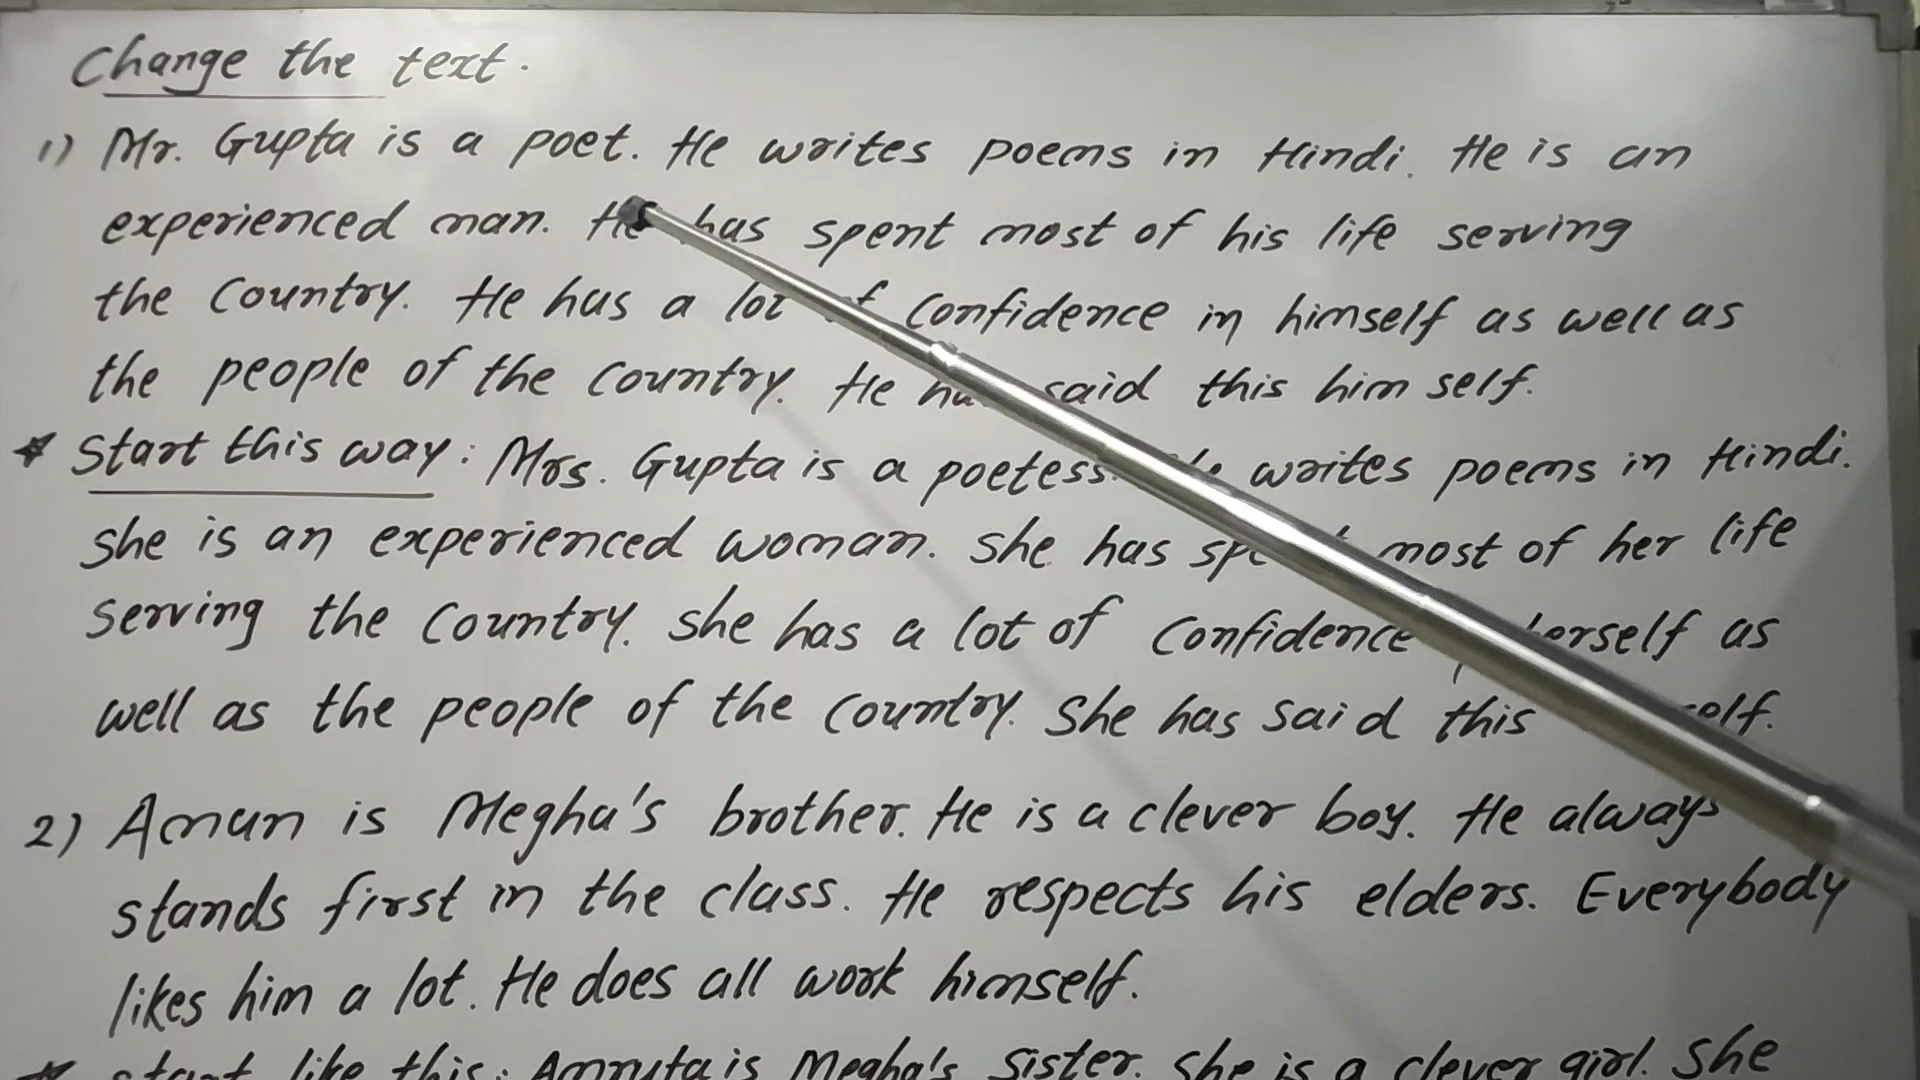 Change the text.
1) Mr. Gupta is a poet. He writes poems in Hindi. He is an
experienced man. He has spent most of his life serving
the Country. He has a lot of Confidence in himself as well as
the people of the Country. He said this him self.
* Start this way: Mrs. Gupta is a poetess. writes poems in Hindi.
She is an experienced woman. She has most of her life
serving the Country. She has a lot of Confidence herself as
well as the people of the Country. She has said this
2) Aman is Megha's brother. He is a clever boy. He always
stands first in the class. He respects his elders. Everybody
likes him a lot. He does all work himself.
* start like this: Amruta is Megha's sister. She is a clever girl. She